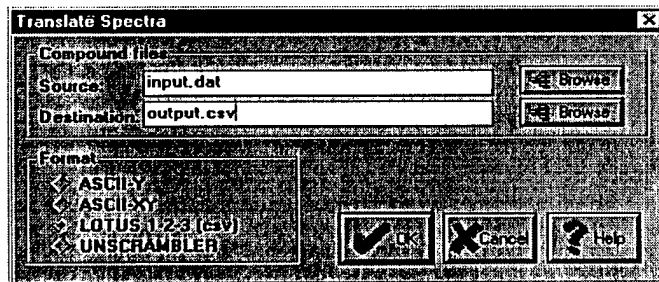 Translate Spectra
Compound files
Source: input.dat Browse
Destination: output.csv Browse
Format
ASCII-Y
ASCII-XY
LOTUS 1-2-3 (csv)
UNSCRAMBLER
OK Cancel Help